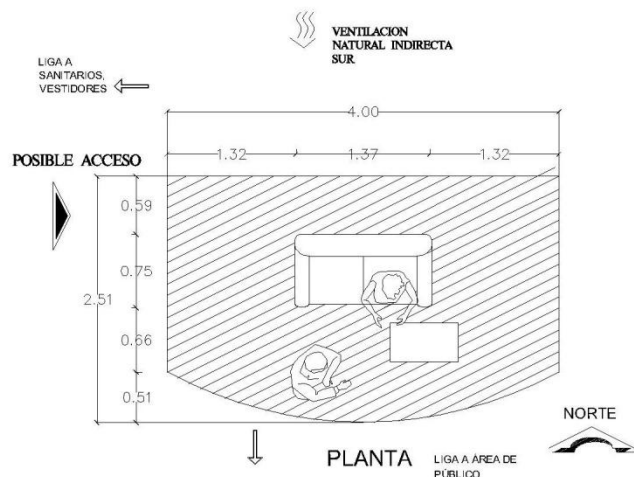 VENTILACION
NATURAL INDIRECTA
SUR
LIGA A
SANITARIOS,
VESTIDORES
4.00
POSIBLE ACCESO
1.32
1.37
1.32
0.59
0.75
2.51
0.66
0.51
NORTE
PLANTA
LIGA A ÁREA DE
PÚBLICO